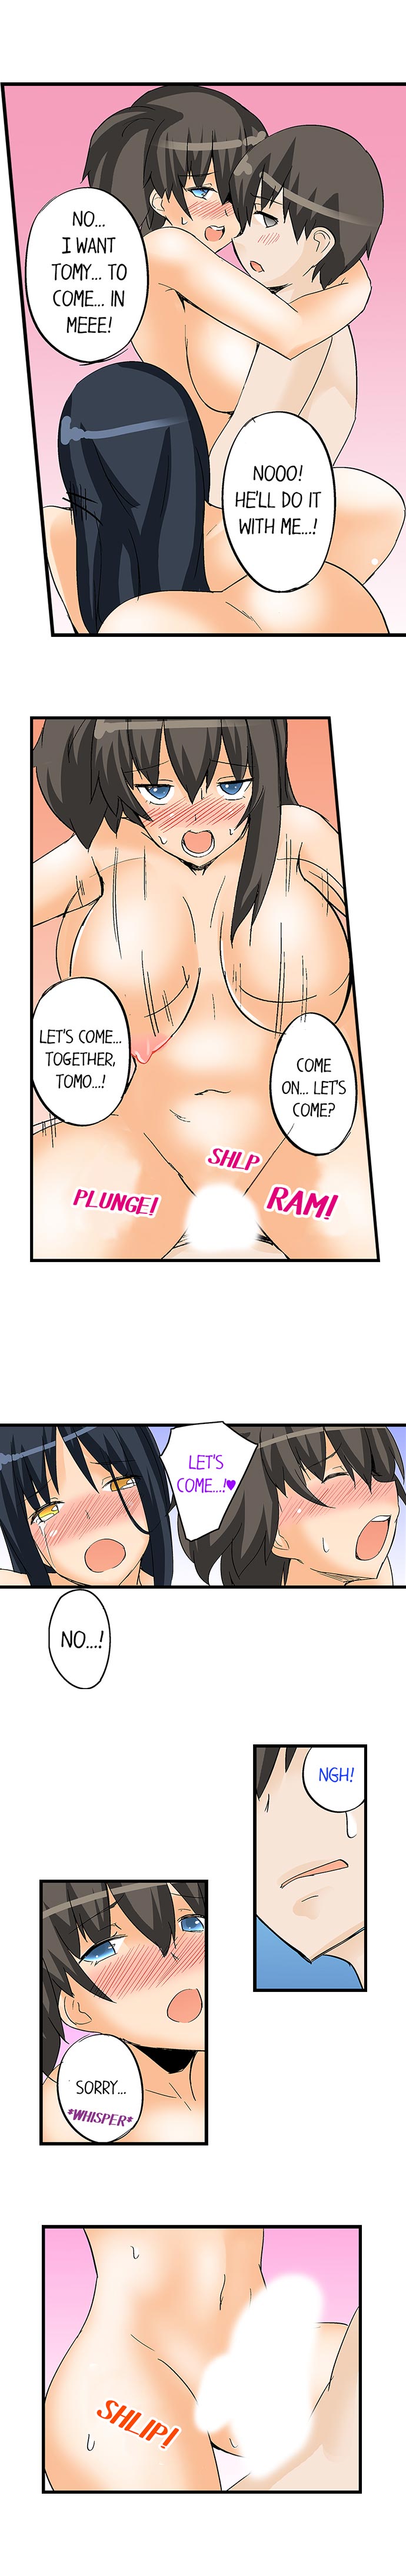 NO...
I WANT
TOMY... TO
COME... IN
MEEE!
NOOO!
HE'LL DO IT
WITH ME...!
LET'S COME...
TOGETHER,
TOMO...!
COME
ON... LET'S
COME?
SHLP
PLUNGE!
RAM!
LET'S
COME...!♥
NO...!
NGH!
SORRY...
*WHISPER*
SHLIP!